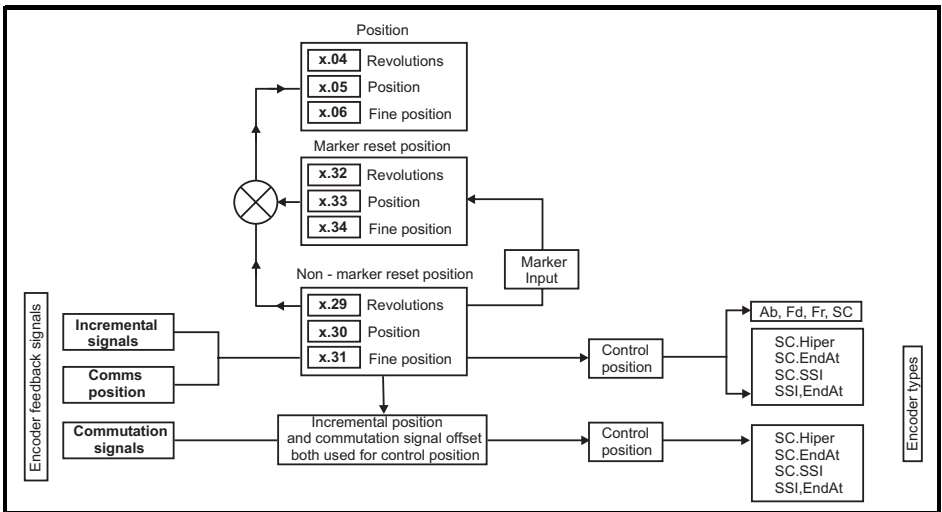 Position
x.04 Revolutions
x.05 Position
x.06 Fine position
Marker reset position
x.32 Revolutions
x.33 Position
x.34 Fine position
Marker
Input
Non - marker reset position
x.29 Revolutions
x.30 Position
x.31 Fine position
Encoder feedback signals
Incremental
signals
Comms
position
Commutation
signals
Incremental position
and commutation signal offset
both used for control position
Control
position
Ab, Fd, Fr, SC
SC.Hiper
SC.EndAt
SC.SSI
SSI,EndAt
Control
position
SC.Hiper
SC.EndAt
SC.SSI
SSI,EndAt
Encoder types